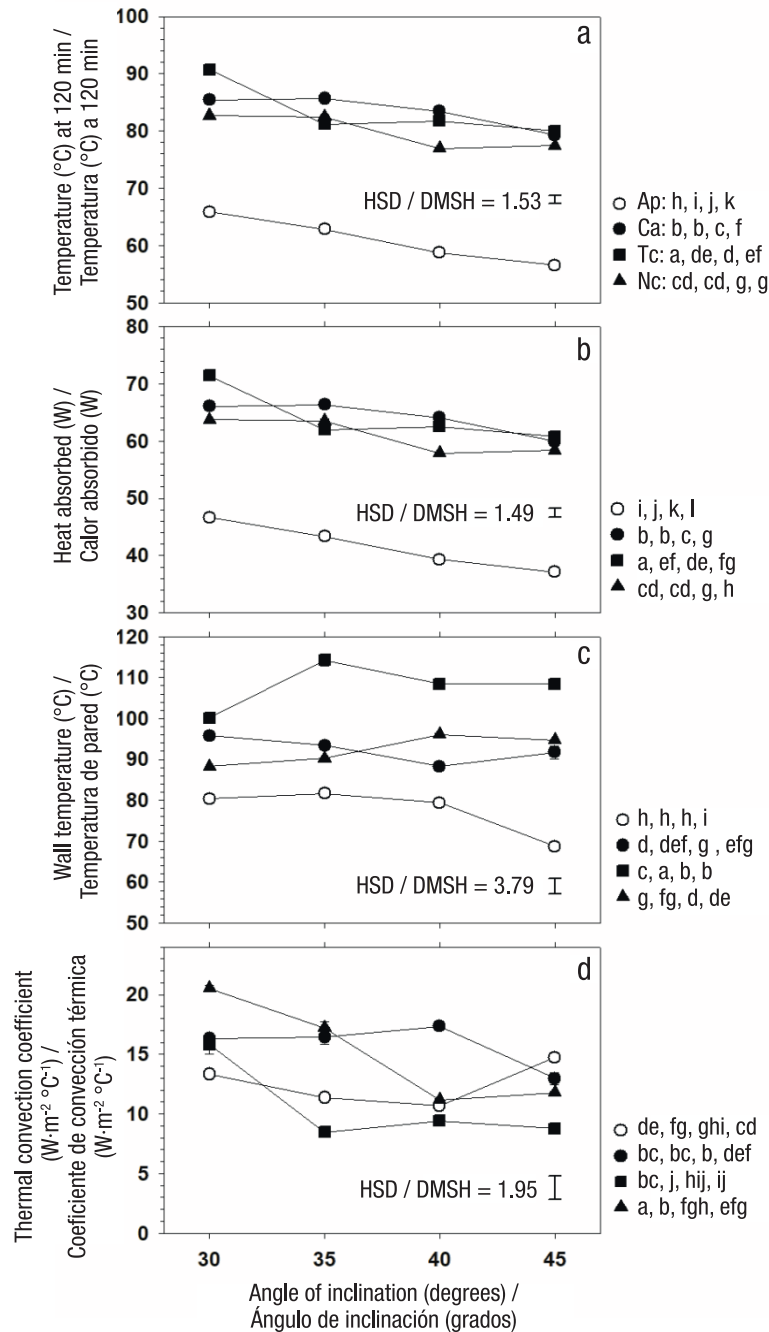 a
Temperature (°C) at 120 min /
Temperatura (°C) a 120 min
100
90
80
70
60
50
HSD / DMSH = 1.53
Ap: h, i, j, k
Ca: b, b, c, f
Tc: a, de, d, ef
Nc: cd, cd, g, g
b
Heat absorbed (W) /
Calor absorbido (W)
80
70
60
50
40
30
HSD / DMSH = 1.49
i, j, k, l
b, b, c, g
a, ef, de, fg
cd, cd, g, h
c
Wall temperature (°C) /
Temperatura de pared (°C)
120
110
100
90
80
70
60
50
HSD / DMSH = 3.79
h, h, h, i
d, def, g , efg
c, a, b, b
g, fg, d, de
d
Thermal convection coefficient
(W·m⁻² °C⁻¹) /
Coeficiente de convección térmica
(W·m⁻² °C⁻¹)
20
15
10
5
0
HSD / DMSH = 1.95
de, fg, ghi, cd
bc, bc, b, def
bc, j, hij, ij
a, b, fgh, efg
30 35 40 45
Angle of inclination (degrees) /
Ángulo de inclinación (grados)